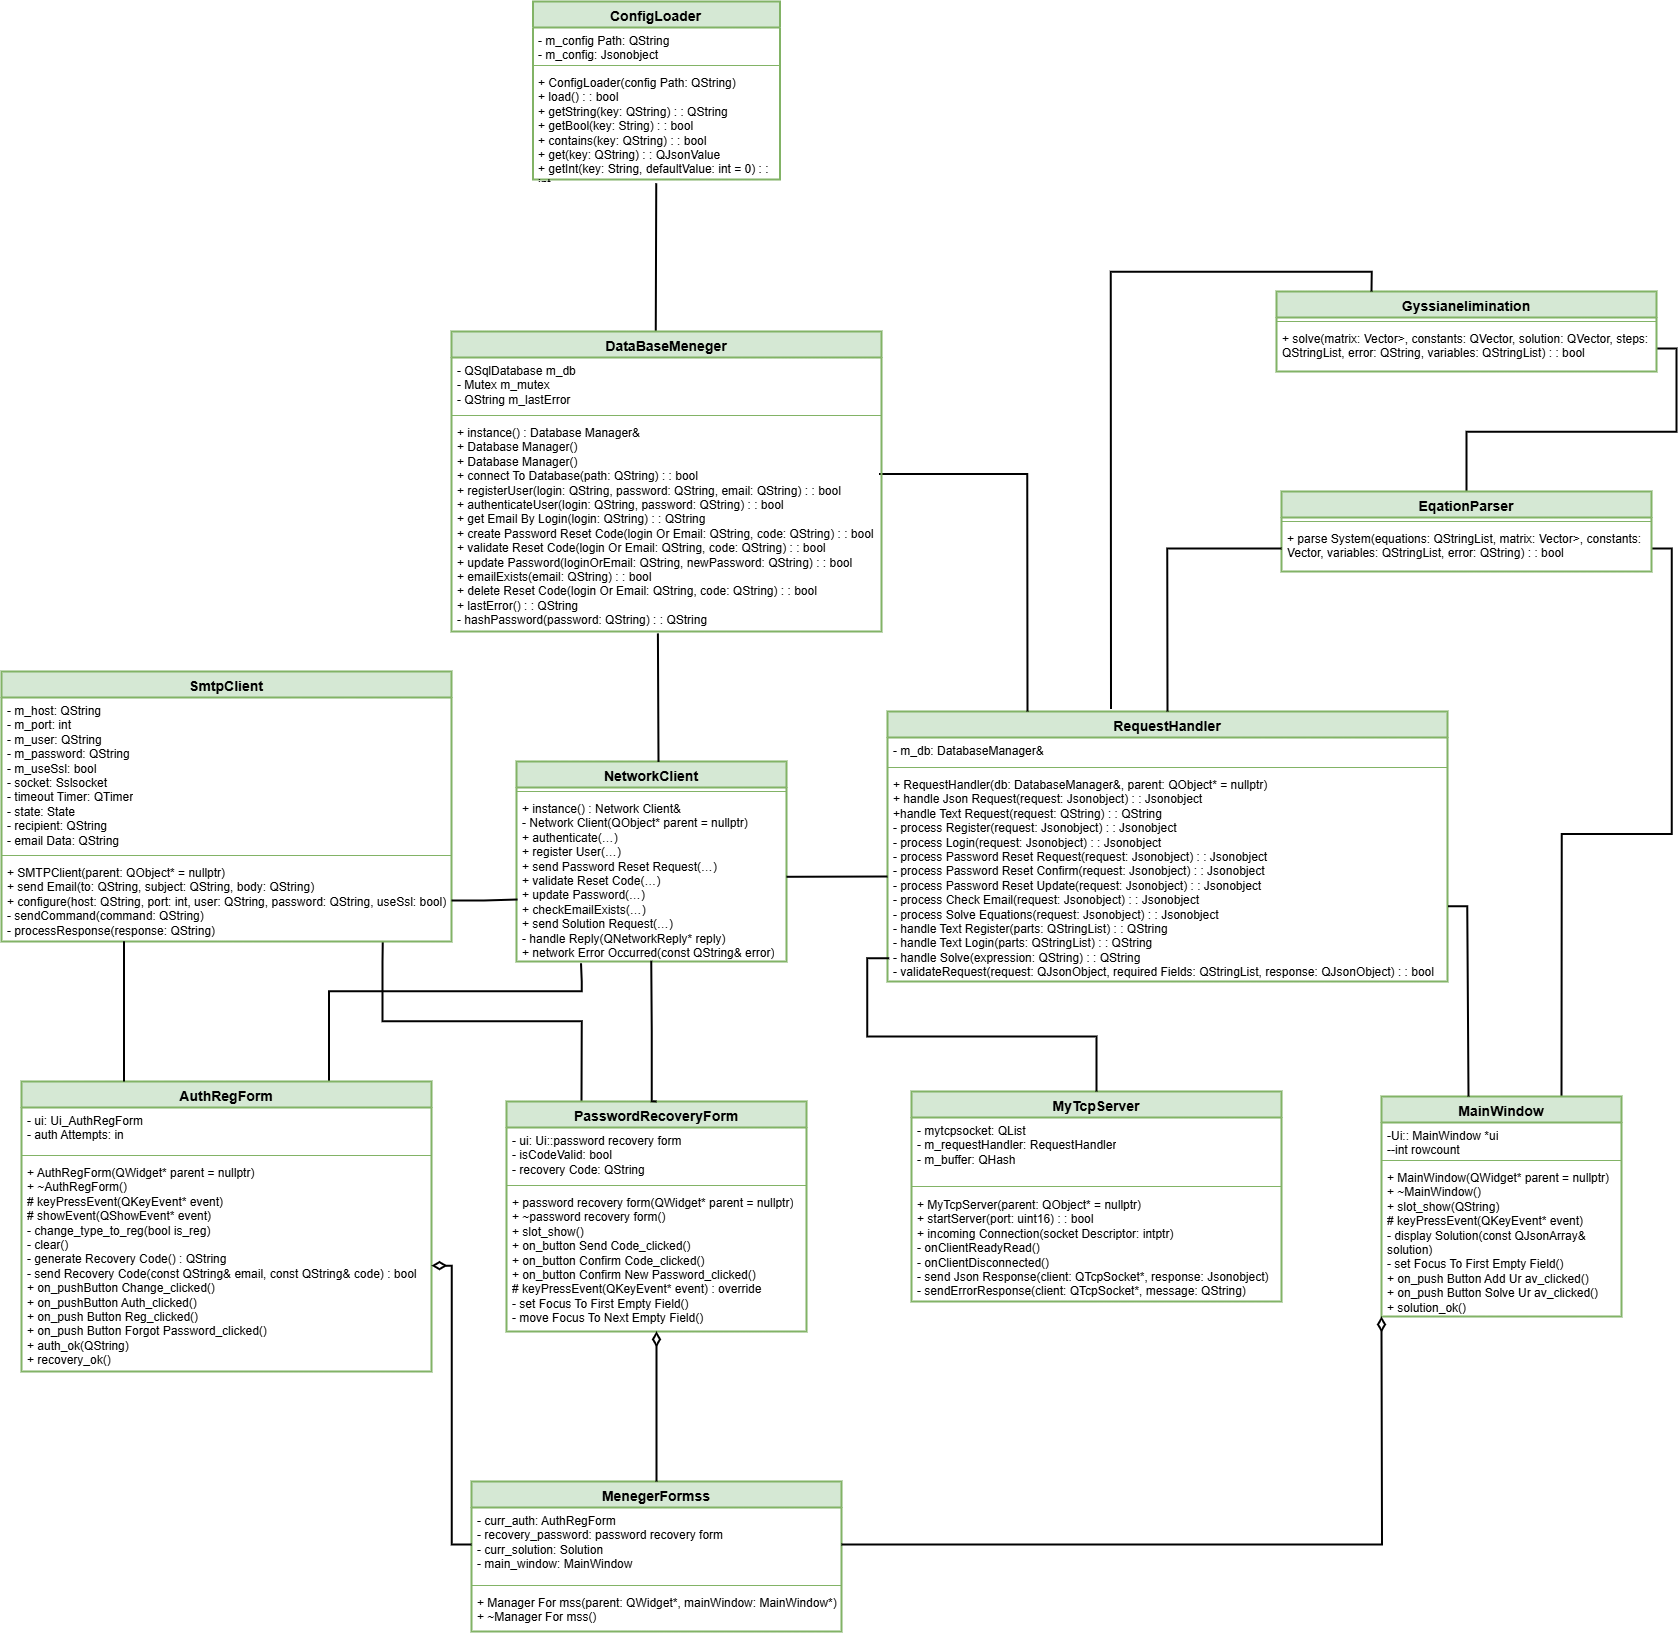 ConfigLoader
- m_config Path: QString
- m_config: Jsonobject
+ ConfigLoader(config Path: QString)
+ load() : : bool
+ getString(key: QString) : : QString
+ getBool(key: String) : : bool
+ contains(key: QString) : : bool
+ get(key: QString) : : QJsonValue
+ getInt(key: String, defaultValue: int = 0) : :
Gyssianelimination
+ solve(matrix: Vector>, constants: QVector, solution: QVector, steps:
QStringList, error: QString, variables: QStringList) : : bool
DataBaseMeneger
- QSqlDatabase m_db
- Mutex m_mutex
- QString m_lastError
+ instance() : Database Manager&
+ Database Manager()
+ Database Manager()
+ connect To Database(path: QString) : : bool
+ registerUser(login: QString, password: QString, email: QString) : : bool
+ authenticateUser(login: QString, password: QString) : : bool
+ get Email By Login(login: QString) : : QString
+ create Password Reset Code(login Or Email: QString, code: QString) : : bool
+ validate Reset Code(login Or Email: QString, code: QString) : : bool
+ update Password(loginOrEmail: QString, newPassword: QString) : : bool
+ emailExists(email: QString) : : bool
+ delete Reset Code(login Or Email: QString, code: QString) : : bool
+ lastError() : : QString
- hashPassword(password: QString) : : QString
EqationParser
+ parse System(equations: QStringList, matrix: Vector>, constants:
Vector, variables: QStringList, error: QString) : : bool
SmtpClient
- m_host: QString
- m_port: int
- m_user: QString
- m_password: QString
- m_useSsl: bool
- socket: Sslsocket
- timeout Timer: QTimer
- state: State
- recipient: QString
- email Data: QString
+ SMTPClient(parent: QObject* = nullptr)
+ send Email(to: QString, subject: QString, body: QString)
+ configure(host: QString, port: int, user: QString, password: QString, useSsl: bool)
- sendCommand(command: QString)
- processResponse(response: QString)
NetworkClient
+ instance() : Network Client&
- Network Client(QObject* parent = nullptr)
+ authenticate(…)
+ register User(…)
+ send Password Reset Request(…)
+ validate Reset Code(…)
+ update Password(…)
+ checkEmailExists(…)
+ send Solution Request(…)
- handle Reply(QNetworkReply* reply)
+ network Error Occurred(const QString& error)
RequestHandler
- m_db: DatabaseManager&
+ RequestHandler(db: DatabaseManager&, parent: QObject* = nullptr)
+ handle Json Request(request: Jsonobject) : : Jsonobject
+handle Text Request(request: QString) : : QString
- process Register(request: Jsonobject) : : Jsonobject
- process Login(request: Jsonobject) : : Jsonobject
- process Password Reset Request(request: Jsonobject) : : Jsonobject
- process Password Reset Confirm(request: Jsonobject) : : Jsonobject
- process Password Reset Update(request: Jsonobject) : : Jsonobject
- process Check Email(request: Jsonobject) : : Jsonobject
- process Solve Equations(request: Jsonobject) : : Jsonobject
- handle Text Register(parts: QStringList) : : QString
- handle Text Login(parts: QStringList) : : QString
- handle Solve(expression: QString) : : QString
- validateRequest(request: QJsonObject, required Fields: QStringList, response: QJsonObject) : : bool
AuthRegForm
- ui: Ui_AuthRegForm
- auth Attempts: in
+ AuthRegForm(QWidget* parent = nullptr)
+ ~AuthRegForm()
# keyPressEvent(QKeyEvent* event)
# showEvent(QShowEvent* event)
- change_type_to_reg(bool is_reg)
- clear()
- generate Recovery Code() : QString
- send Recovery Code(const QString& email, const QString& code) : bool
+ on_pushButton Change_clicked()
+ on_pushButton Auth_clicked()
+ on_push Button Reg_clicked()
+ on_push Button Forgot Password_clicked()
+ auth_ok(QString)
+ recovery_ok()
PasswordRecoveryForm
- ui: Ui::password recovery form
- isCodeValid: bool
- recovery Code: QString
+ password recovery form(QWidget* parent = nullptr)
+ ~password recovery form()
+ slot_show()
+ on_button Send Code_clicked()
+ on_button Confirm Code_clicked()
+ on_button Confirm New Password_clicked()
# keyPressEvent(QKeyEvent* event) : override
- set Focus To First Empty Field()
- move Focus To Next Empty Field()
MyTcpServer
- mytcpsocket: QList
- m_requestHandler: RequestHandler
- m_buffer: QHash
+ MyTcpServer(parent: QObject* = nullptr)
+ startServer(port: uint16) : : bool
+ incoming Connection(socket Descriptor: intptr)
- onClientReadyRead()
- onClientDisconnected()
- send Json Response(client: QTcpSocket*, response: Jsonobject)
- sendErrorResponse(client: QTcpSocket*, message: QString)
MainWindow
-Ui:: MainWindow *ui
--int rowcount
+ MainWindow(QWidget* parent = nullptr)
+ ~MainWindow()
+ slot_show(QString)
# keyPressEvent(QKeyEvent* event)
- display Solution(const QJsonArray&
solution)
- set Focus To First Empty Field()
+ on_push Button Add Ur av_clicked()
+ on_push Button Solve Ur av_clicked()
+ solution_ok()
MenegerFormss
- curr_auth: AuthRegForm
- recovery_password: password recovery form
- curr_solution: Solution
- main_window: MainWindow
+ Manager For mss(parent: QWidget*, mainWindow: MainWindow*)
+ ~Manager For mss()